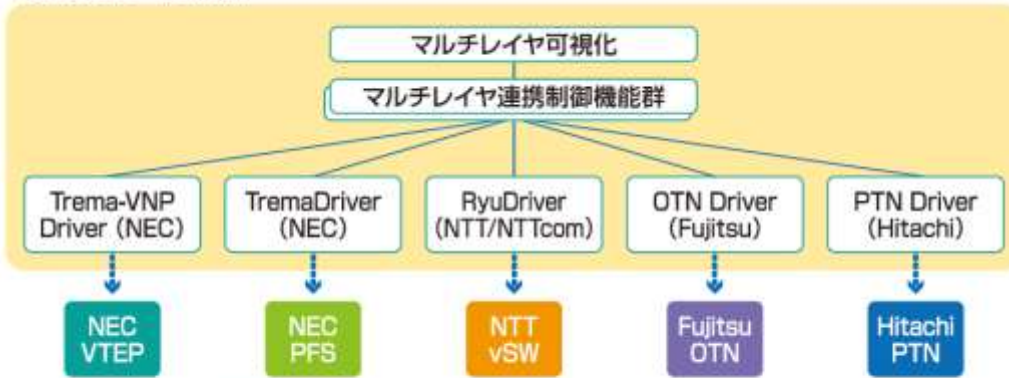 マルチレイヤ可視化
マルチレイヤ連携制御機能群
Trema-VNP
Driver（NEC）
TremaDriver
（NEC）
RyuDriver
（NTT/NTTcom）
OTN Driver
（Fujitsu）
PTN Driver
（Hitachi）
NEC
VTEP
NEC
PFS
NTT
vSW
Fujitsu
OTN
Hitachi
PTN